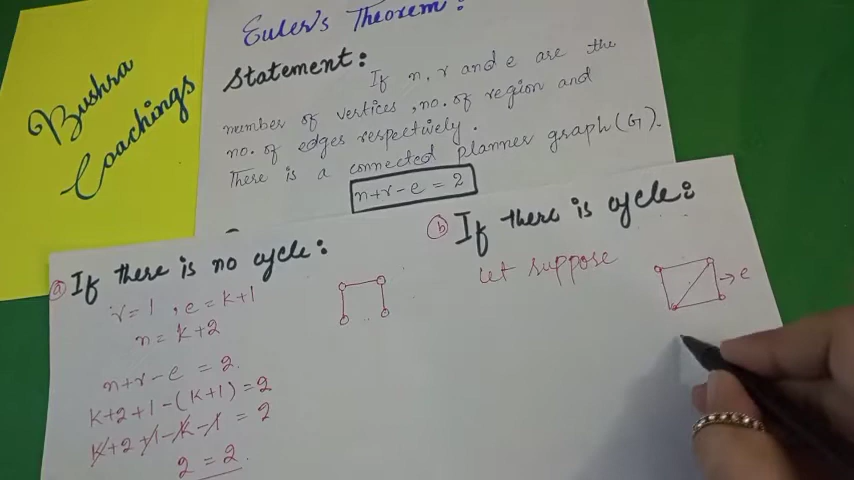 Bushra
Coachings
Euler's Theorem:
Statement:
If n, r and e are the
number of vertices, no. of region and
no. of edges respectively.
There is a connected planner graph (G).
n+r-e = 2
(a) If there is no cycle:
r=1 , e = k+1
n = k+2
n+r-e = 2.
k+2+1-(k+1)=2
k+2+1-k-1 = 2
2 = 2.
(b) If there is cycle:
let suppose
→ e